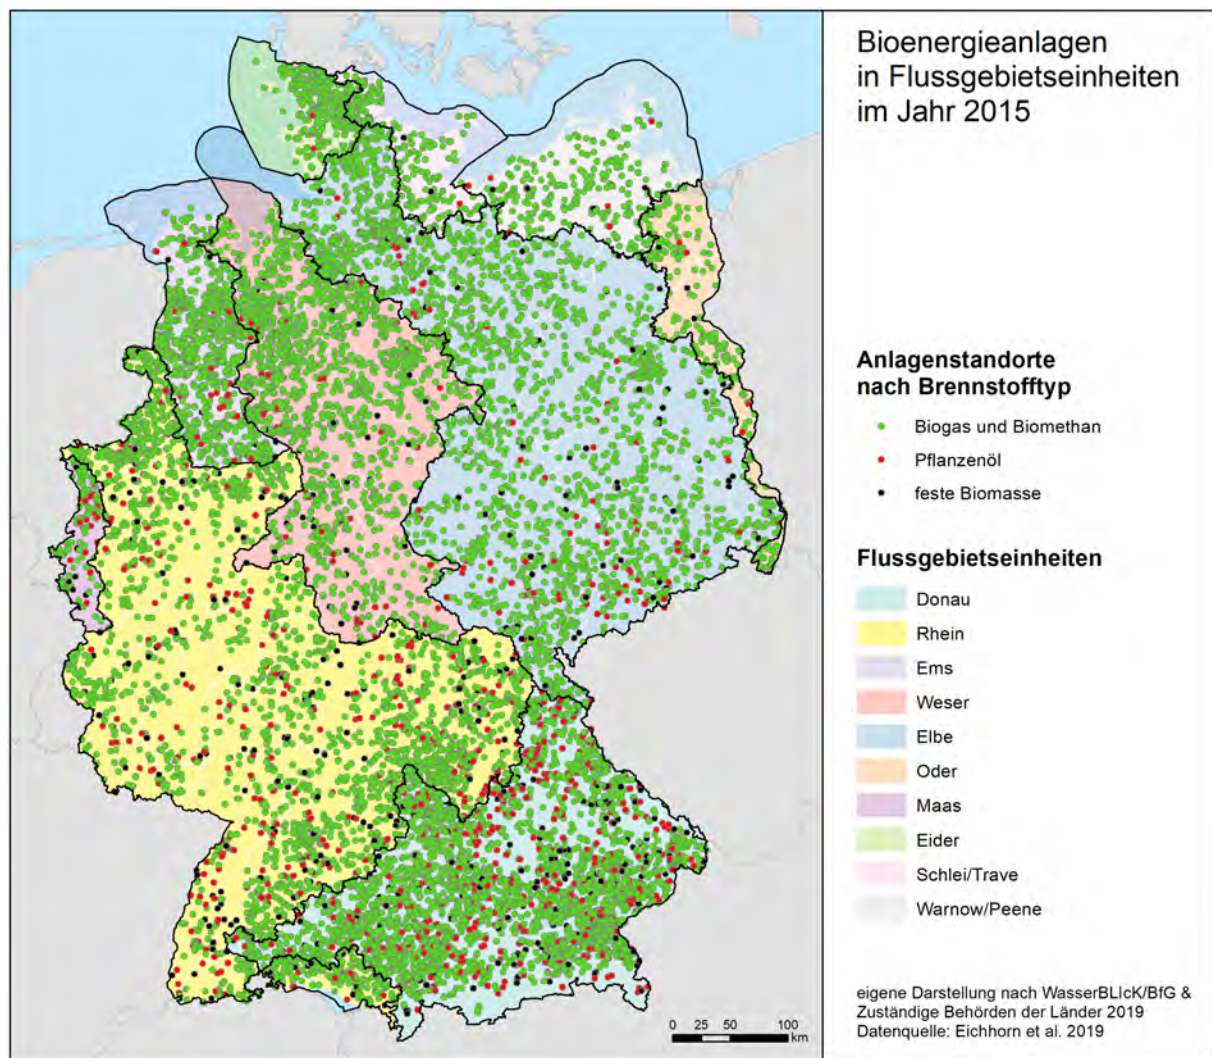 Bioenergieanlagen
in Flussgebietseinheiten
im Jahr 2015
Anlagenstandorte
nach Brennstofftyp
Biogas und Biomethan
Pflanzenöl
feste Biomasse
Flussgebietseinheiten
Donau
Rhein
Ems
Weser
Elbe
Oder
Maas
Eider
Schlei/Trave
Warnow/Peene
eigene Darstellung nach WasserBLIcK/BfG &
Zuständige Behörden der Länder 2019
Datenquelle: Eichhorn et al. 2019
0 25 50 100
km